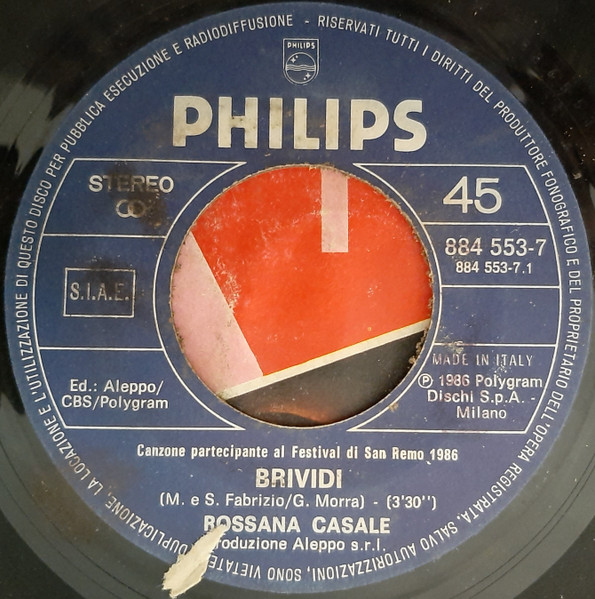 PHILIPS
PHILIPS
STEREO
45
884 553-7
884 553-7.1
S.I.A.E.
MADE IN ITALY
Ed.: Aleppo/
CBS/Polygram
Ⓟ 1986 Polygram
Dischi S.p.A. -
Milano
Canzone partecipante al Festival di San Remo 1986
BRIVIDI
(M. e S. Fabrizio/G. Morra) - (3'30")
ROSSANA CASALE
Produzione Aleppo s.r.l.
DUPLICAZIONE, LA LOCAZIONE E L'UTILIZZAZIONE DI QUESTO DISCO PER PUBBLICA ESECUZIONE E RADIODIFFUSIONE - RISERVATI TUTTI I DIRITTI DEL PRODUTTORE FONOGRAFICO E DEL PROPRIETARIO DELL'OPERA REGISTRATA. SALVO AUTORIZZAZIONI, SONO VIETATE